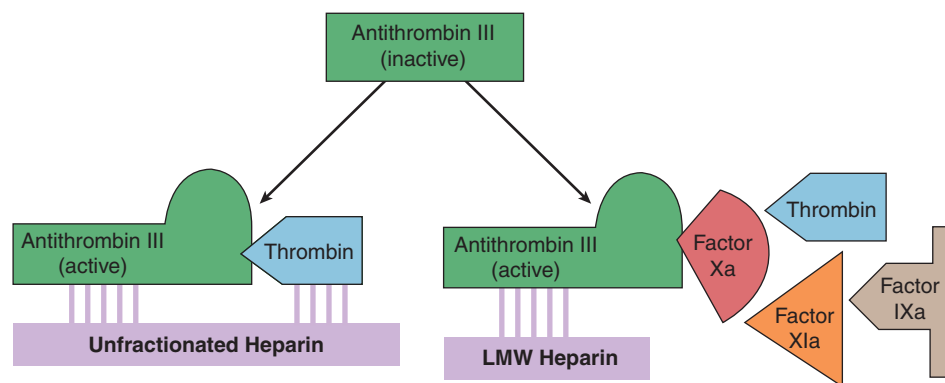 Antithrombin III
(inactive)
Antithrombin III
(active)
Thrombin
Unfractionated Heparin
Antithrombin III
(active)
Factor
Xa
Thrombin
Factor
XIa
Factor
IXa
LMW Heparin